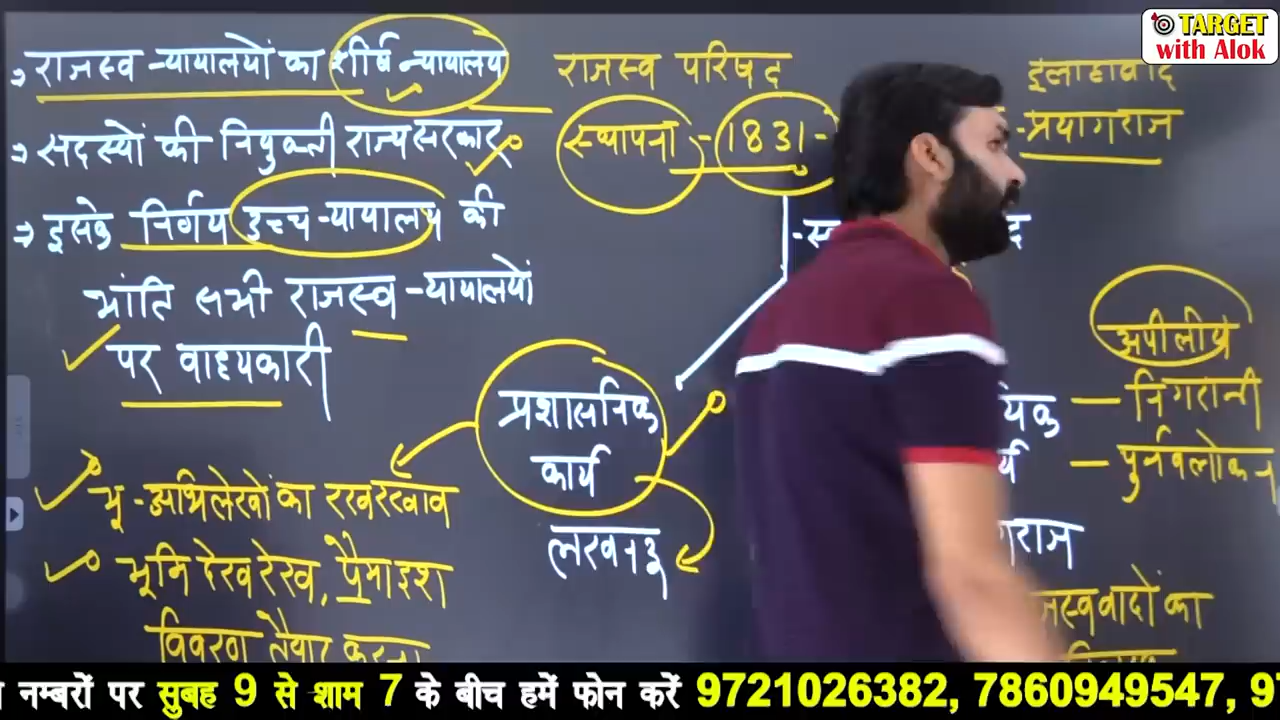 TARGET
with Alok
राजस्व न्यायालयों का शीर्ष न्यायालय
सदस्यों की नियुक्ती राज्य सरकार
इसके निर्णय उच्च न्यायालय की
भांति सभी राजस्व न्यायालयों
पर वाध्यकारी
भू-अभिलेखों का रखरखाव
भूमि देखरेख, पैमाइश
विवरण तैयार करना
राजस्व परिषद
स्थापना - 1831 -
प्रशासनिक
कार्य
लखनऊ
इलाहावाद
-प्रयागराज
अपीलीय
- निगरानी
- पुर्नवलोकन
नम्बरों पर सुबह 9 से शाम 7 के बीच हमें फोन करें 9721026382, 7860949547,